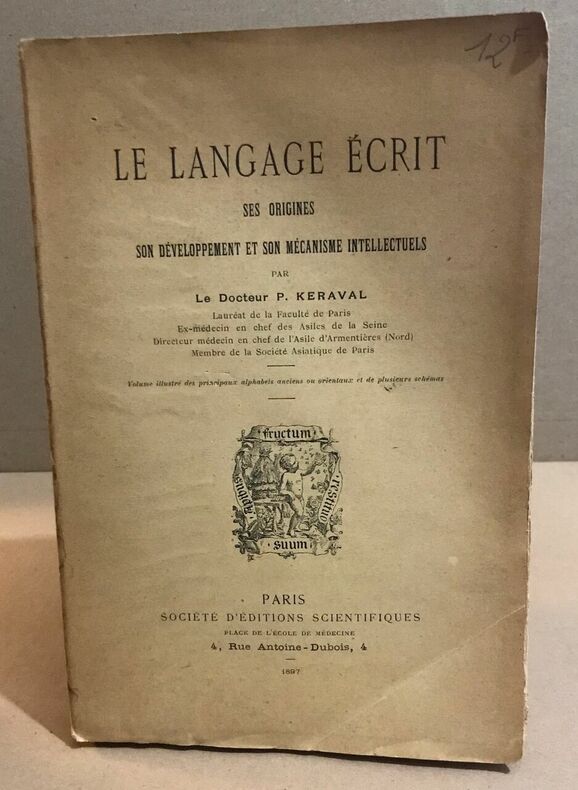 12F
LE LANGAGE ÉCRIT
SES ORIGINES
SON DÉVELOPPEMENT ET SON MÉCANISME INTELLECTUELS
PAR
Le Docteur P. KERAVAL
Lauréat de la Faculté de Paris
Ex-médecin en chef des Asiles de la Seine
Directeur médecin en chef de l'Asile d'Armentières (Nord)
Membre de la Société Asiatique de Paris
Volume illustré des principaux alphabets anciens ou orientaux et de plusieurs schémas
fructum
apibus
restituo
suum
PARIS
SOCIÉTÉ D'ÉDITIONS SCIENTIFIQUES
PLACE DE L'ÉCOLE DE MÉDECINE
4, Rue Antoine-Dubois, 4
1897